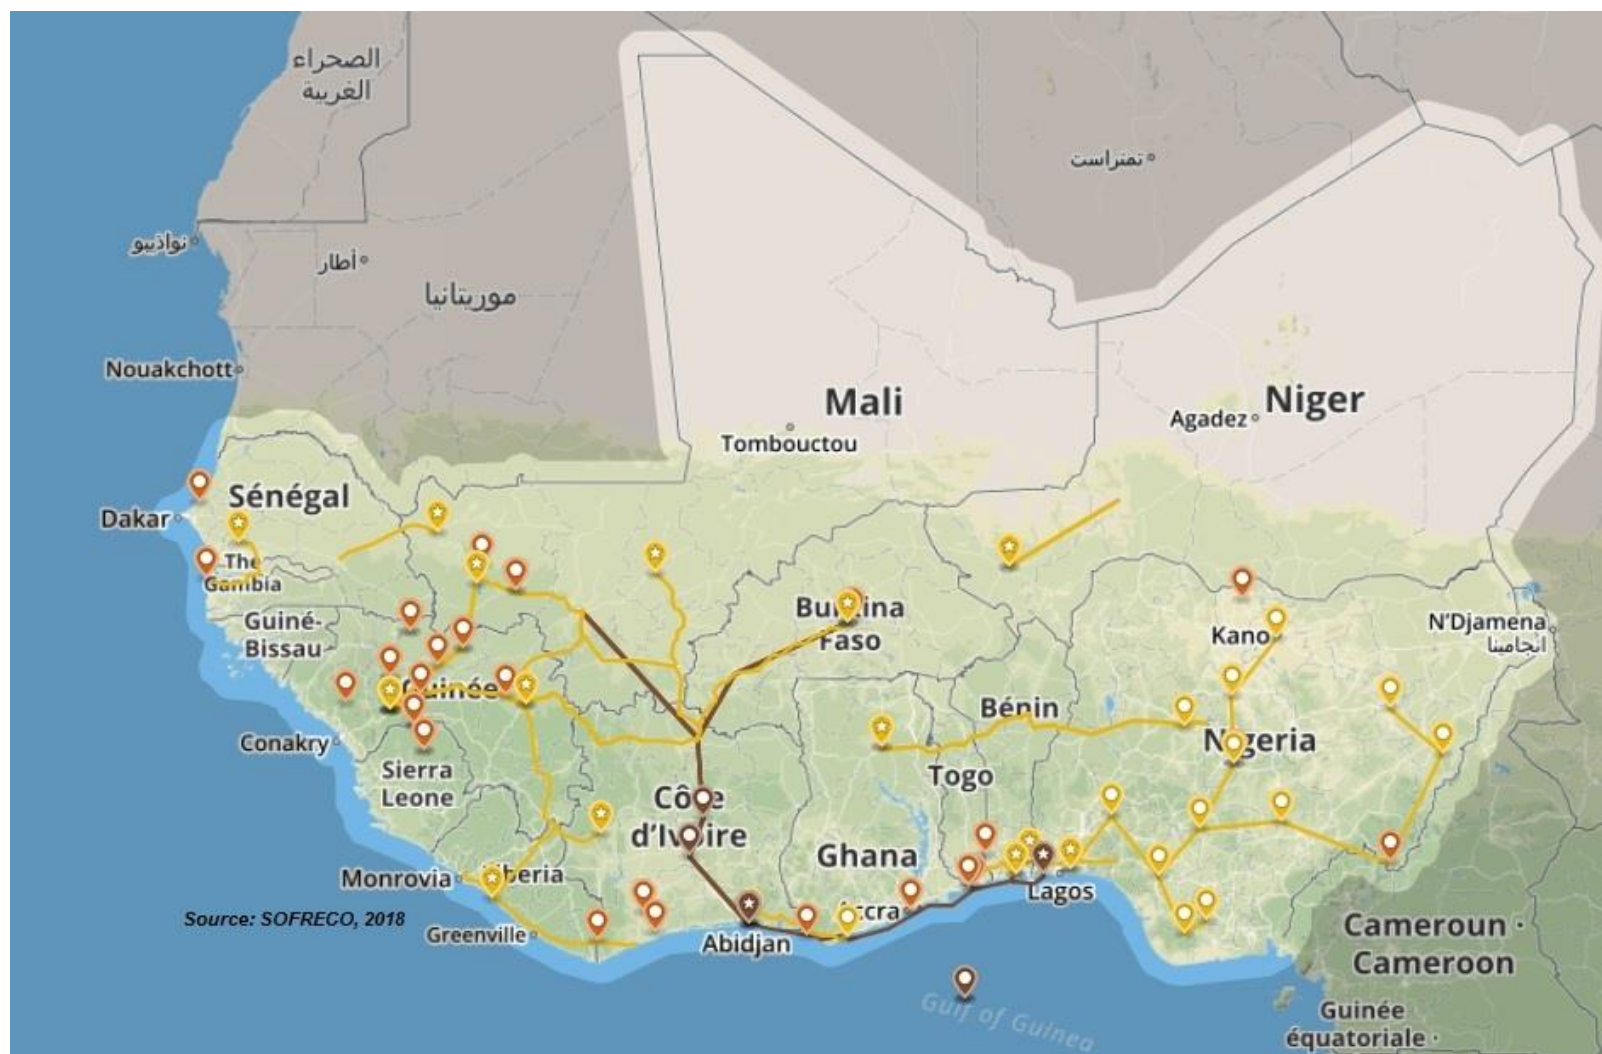 الصحراء
الغربية
تمنراست
نواذيبو
أطار
موريتانيا
Nouakchott
Mali
Niger
Agadez
Tombouctou
Sénégal
Dakar
The
Gambia
Burkina
Faso
Guiné-
Bissau
Kano
N'Djamena
انجامينا
Guinée
Bénin
Nigeria
Conakry
Sierra
Leone
Togo
Côte
d'Ivoire
Ghana
Monrovia
Liberia
Lagos
Accra
Source: SOFRECO, 2018
Greenville
Abidjan
Cameroun ·
Cameroon
Gulf of Guinea
Guinée
équatoriale ·